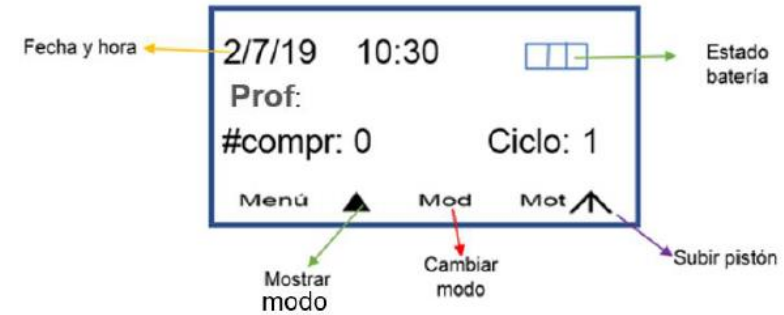 Fecha y hora
2/7/19 10:30
Estado
batería
Prof:
#compr: 0 Ciclo: 1
Menú Mod Mot
Subir pistón
Mostrar
modo
Cambiar
modo